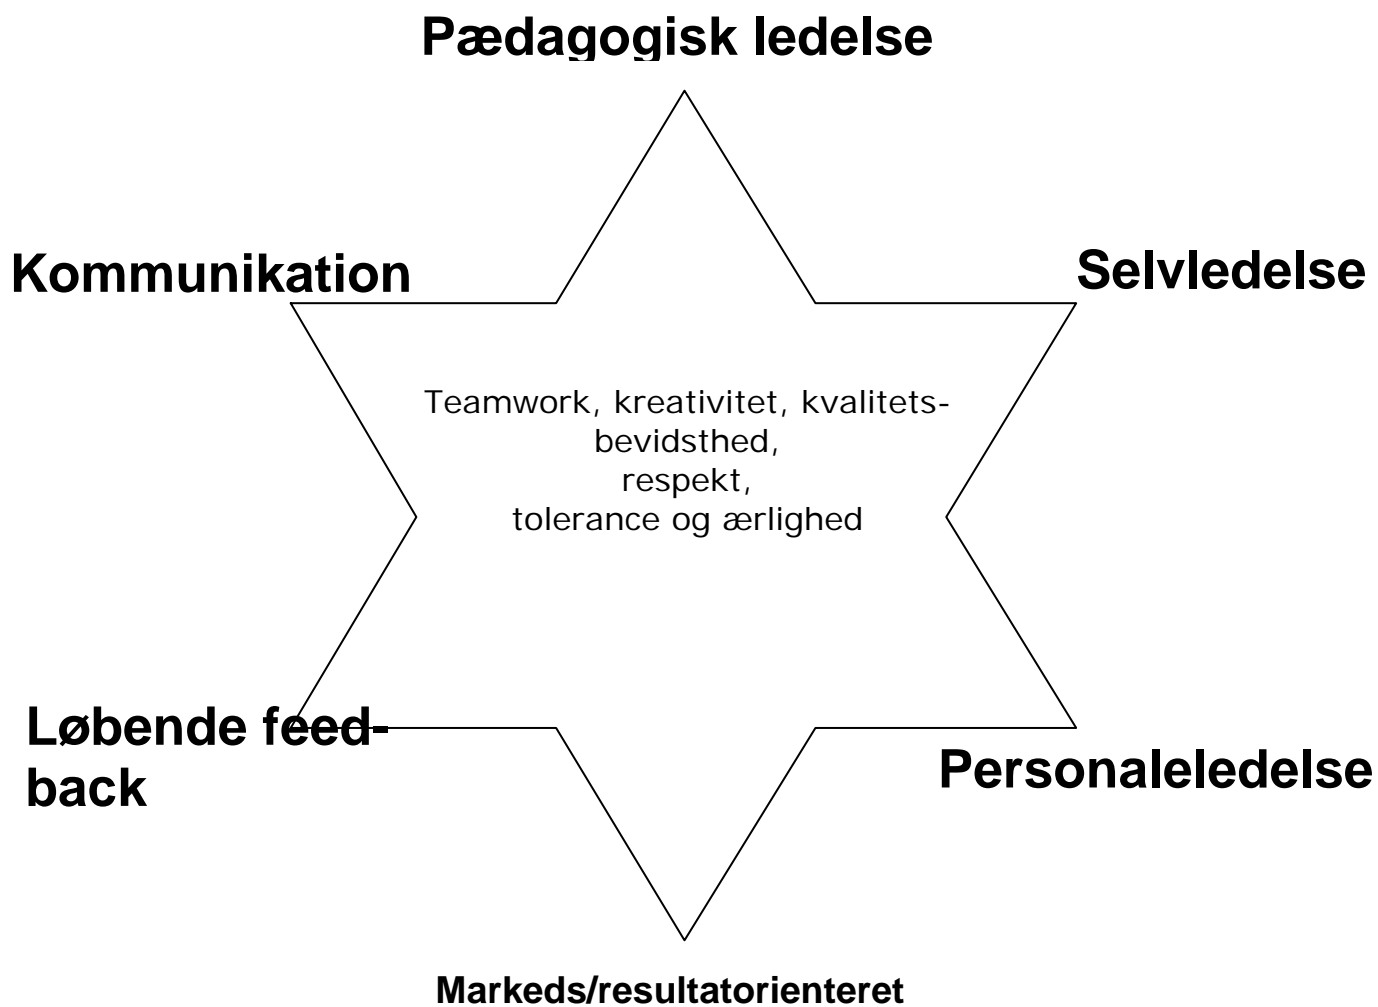 Pædagogisk ledelse
Kommunikation
Selvledelse
Teamwork, kreativitet, kvalitets-
bevidsthed,
respekt,
tolerance og ærlighed
Løbende feed-
back
Personaleledelse
Markeds/resultatorienteret